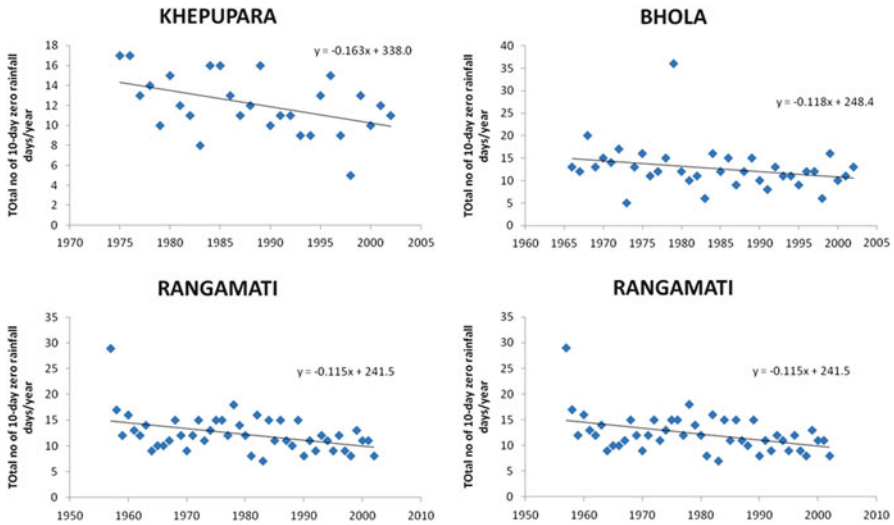 KHEPUPARA
TOtal no of 10-day zero rainfall
days/year
18
16
14
12
10
8
6
4
2
0
y = -0.163x + 338.0
1970 1975 1980 1985 1990 1995 2000 2005
BHOLA
TOtal no of 10-day zero rainfall
days/year
40
35
30
25
20
15
10
5
0
y = -0.118x + 248.4
1960 1965 1970 1975 1980 1985 1990 1995 2000 2005
RANGAMATI
TOtal no of 10-day zero rainfall
days/year
35
30
25
20
15
10
5
0
y = -0.115x + 241.5
1950 1960 1970 1980 1990 2000 2010
RANGAMATI
TOtal no of 10-day zero rainfall
days/year
35
30
25
20
15
10
5
0
y = -0.115x + 241.5
1950 1960 1970 1980 1990 2000 2010